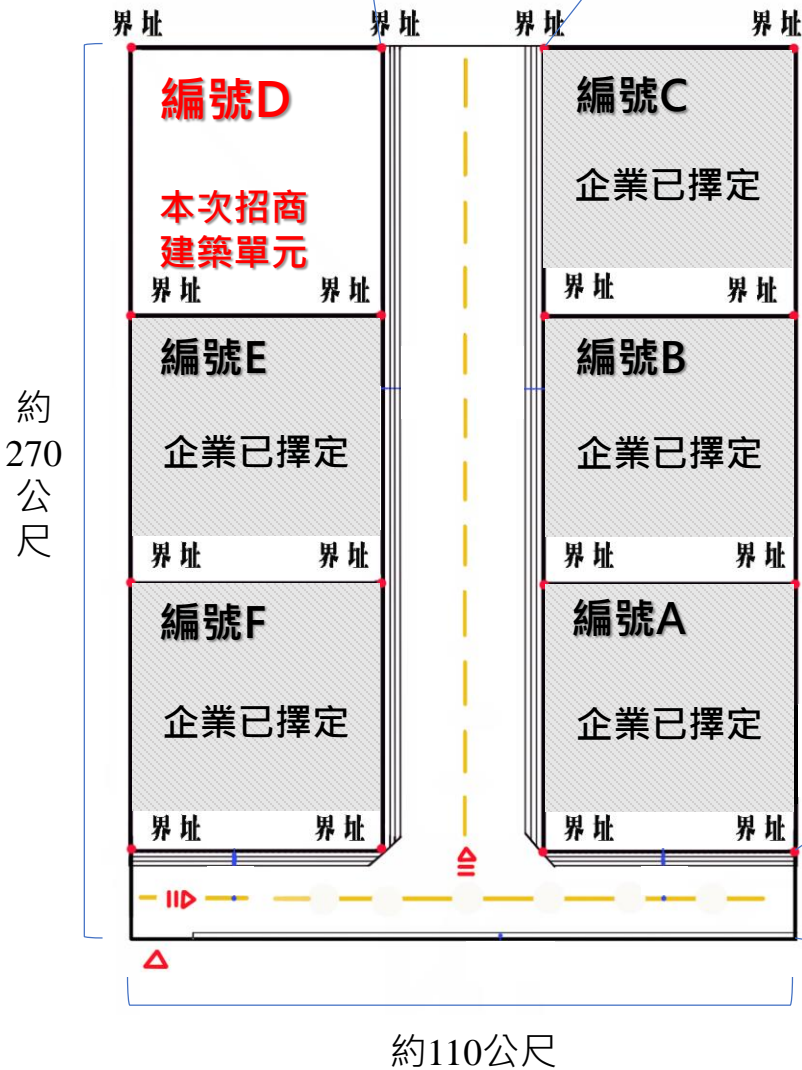 界址 界址 界址 界址
編號D
編號C
企業已擇定
本次招商
建築單元
界址 界址 界址 界址
編號E
編號B
約
270
公
尺
企業已擇定
企業已擇定
界址 界址 界址 界址
編號F
編號A
企業已擇定
企業已擇定
界址 界址 界址 界址
約110公尺